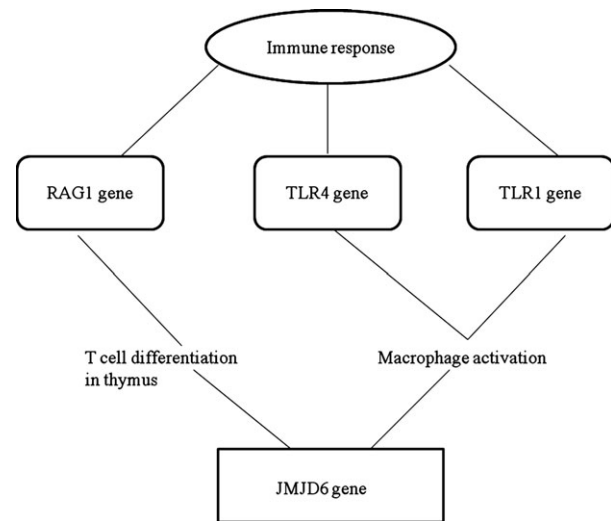 Immune response
RAG1 gene
TLR4 gene
TLR1 gene
T cell differentiation
in thymus
Macrophage activation
JMJD6 gene